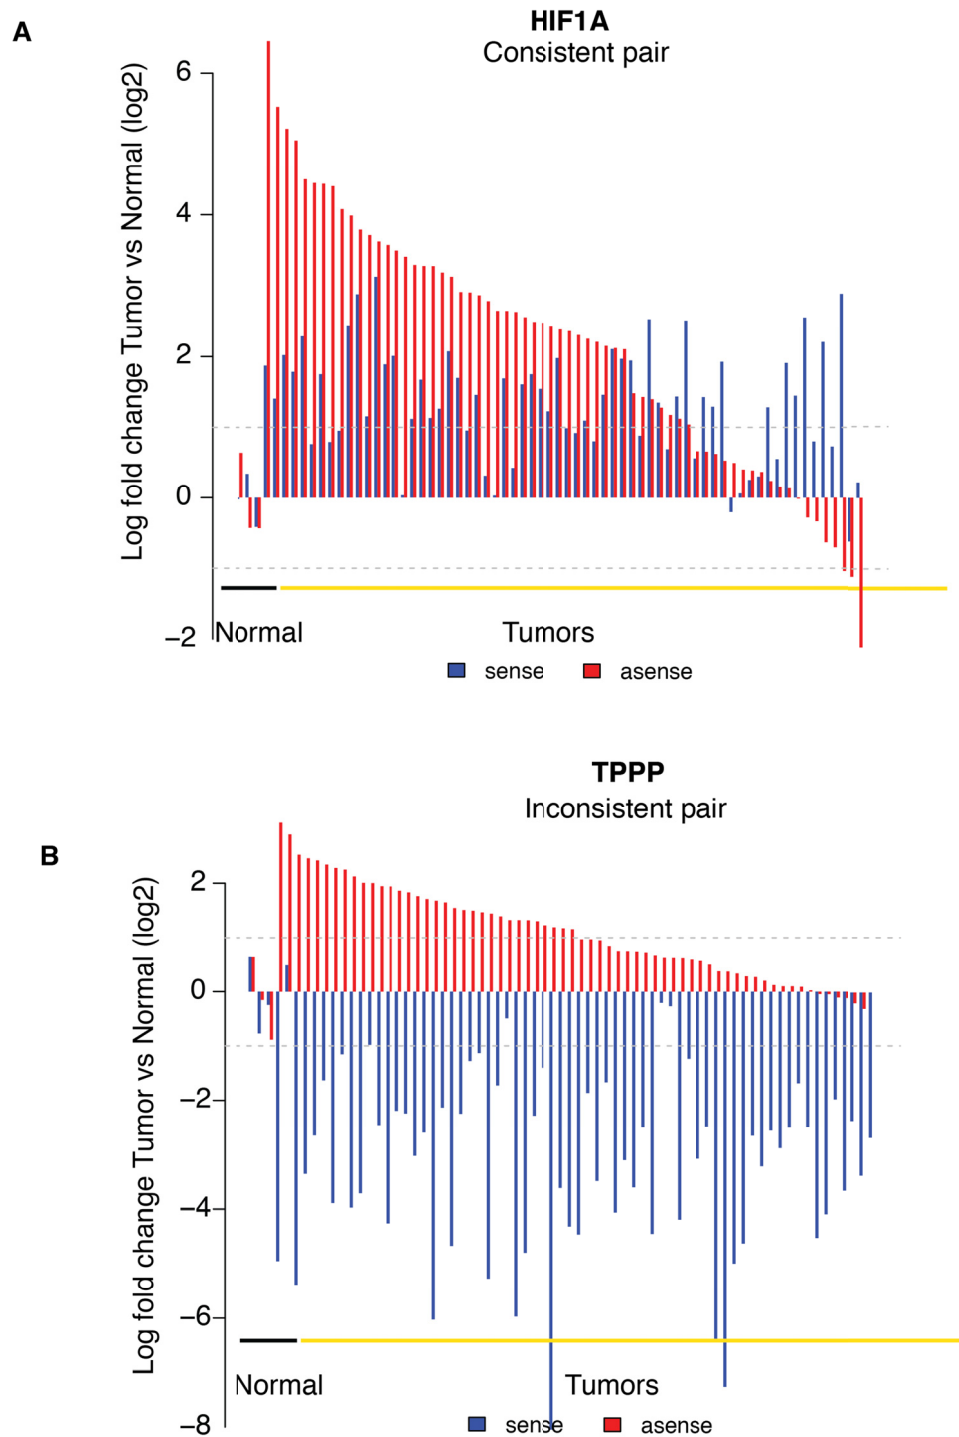 A
HIF1A
Consistent pair
Log fold change Tumor vs Normal (log2)
6
4
2
0
−2
Normal
Tumors
sense
asense
TPPP
Inconsistent pair
B
Log fold change Tumor vs Normal (log2)
2
0
−2
−4
−6
−8
Normal
Tumors
sense
asense